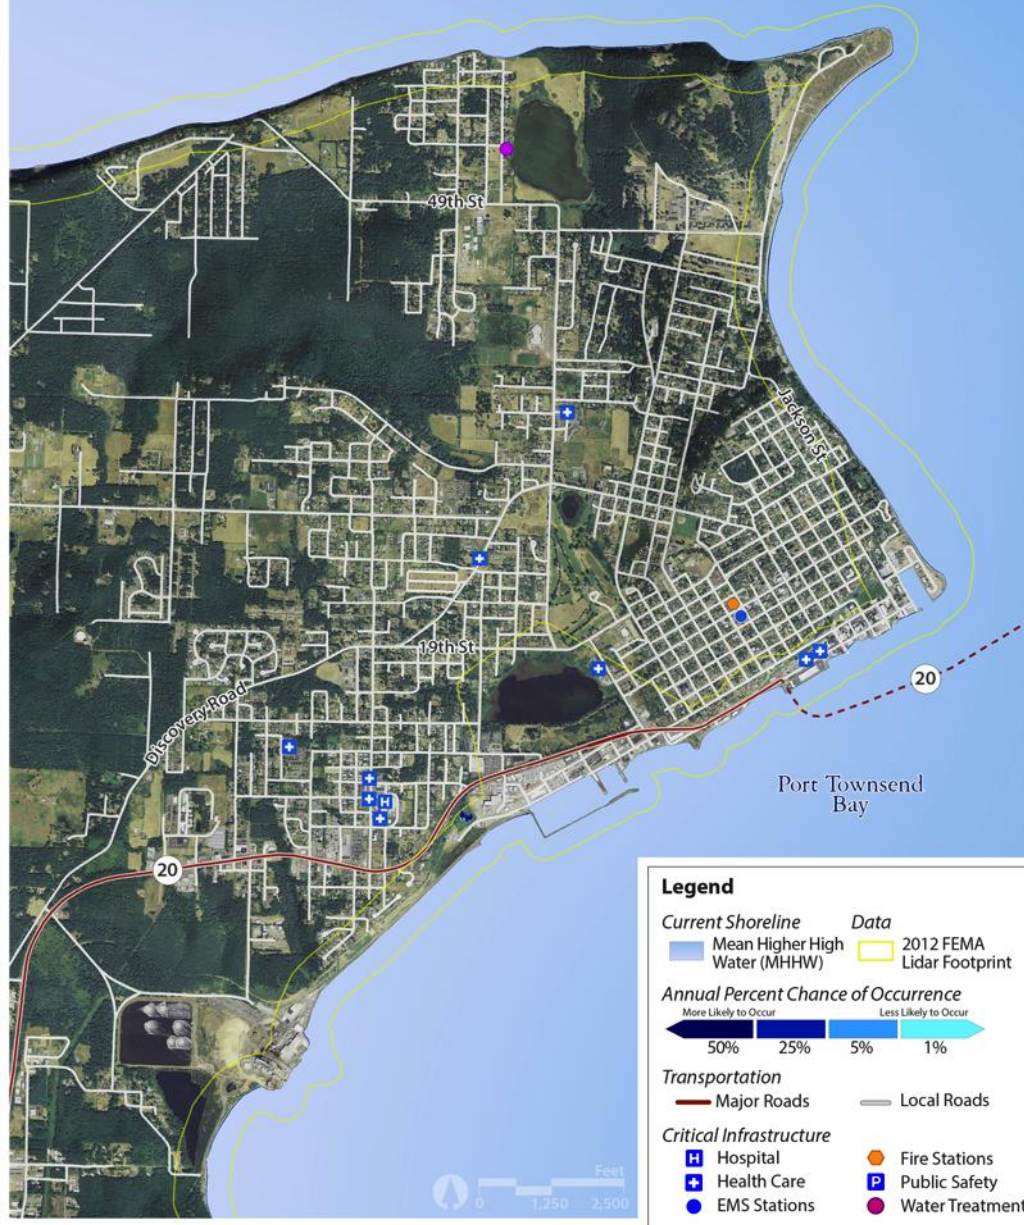 49th St
Jackson St
19th St
Discovery Road
20
Port Townsend
Bay
20
Feet
0 1,250 2,500
Legend
Current Shoreline
Mean Higher High
Water (MHHW)
Data
2012 FEMA
Lidar Footprint
Annual Percent Chance of Occurrence
More Likely to Occur Less Likely to Occur
50% 25% 5% 1%
Transportation
Major Roads Local Roads
Critical Infrastructure
H Hospital
Health Care
EMS Stations
Fire Stations
P Public Safety
Water Treatment
H